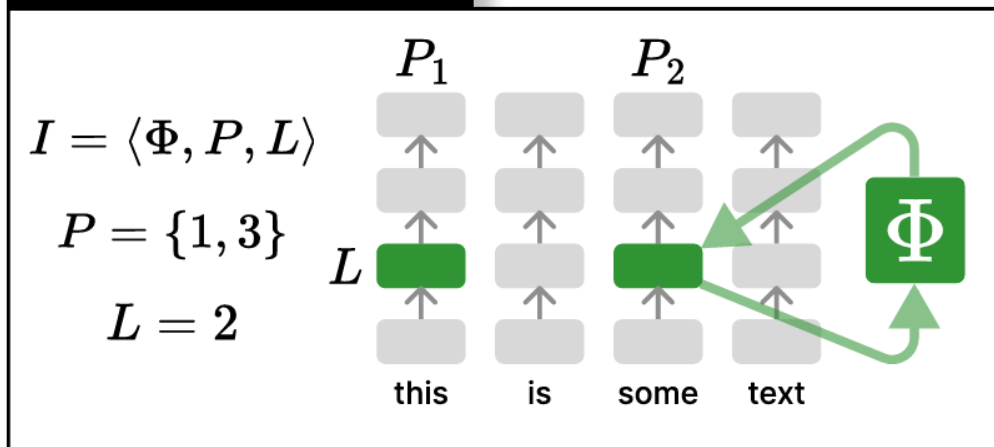 P₁ P₂
I = ⟨Φ, P, L⟩
P = {1, 3}
Φ
L
L = 2
this is some text